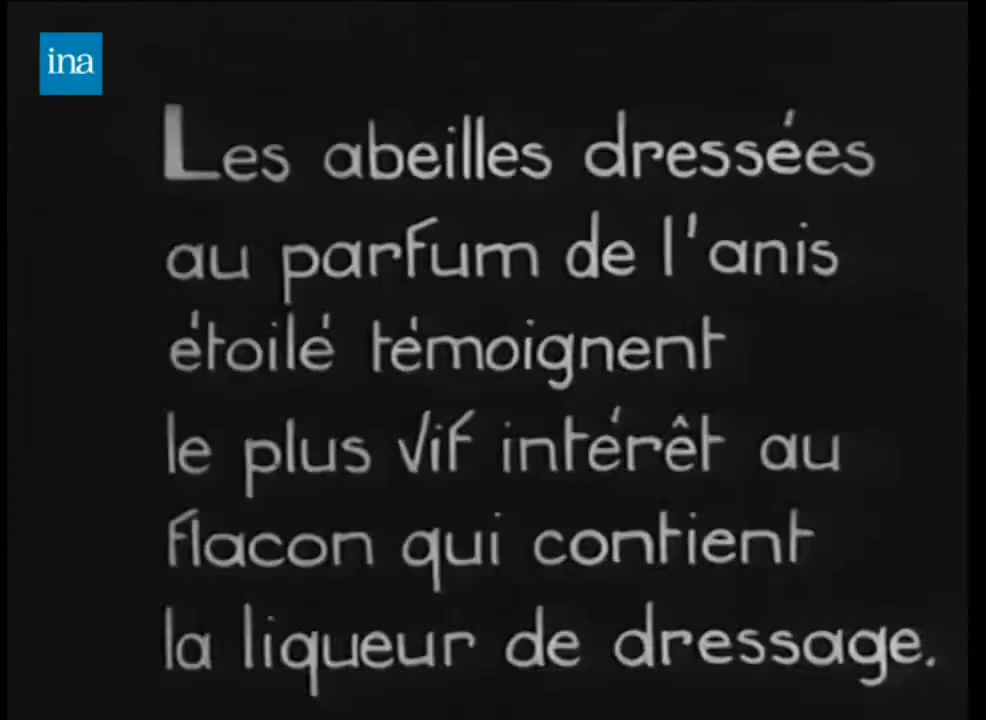 ina
Les abeilles dressées
au parfum de l'anis
étoilé témoignent
le plus vif intérêt au
flacon qui contient
la liqueur de dressage.